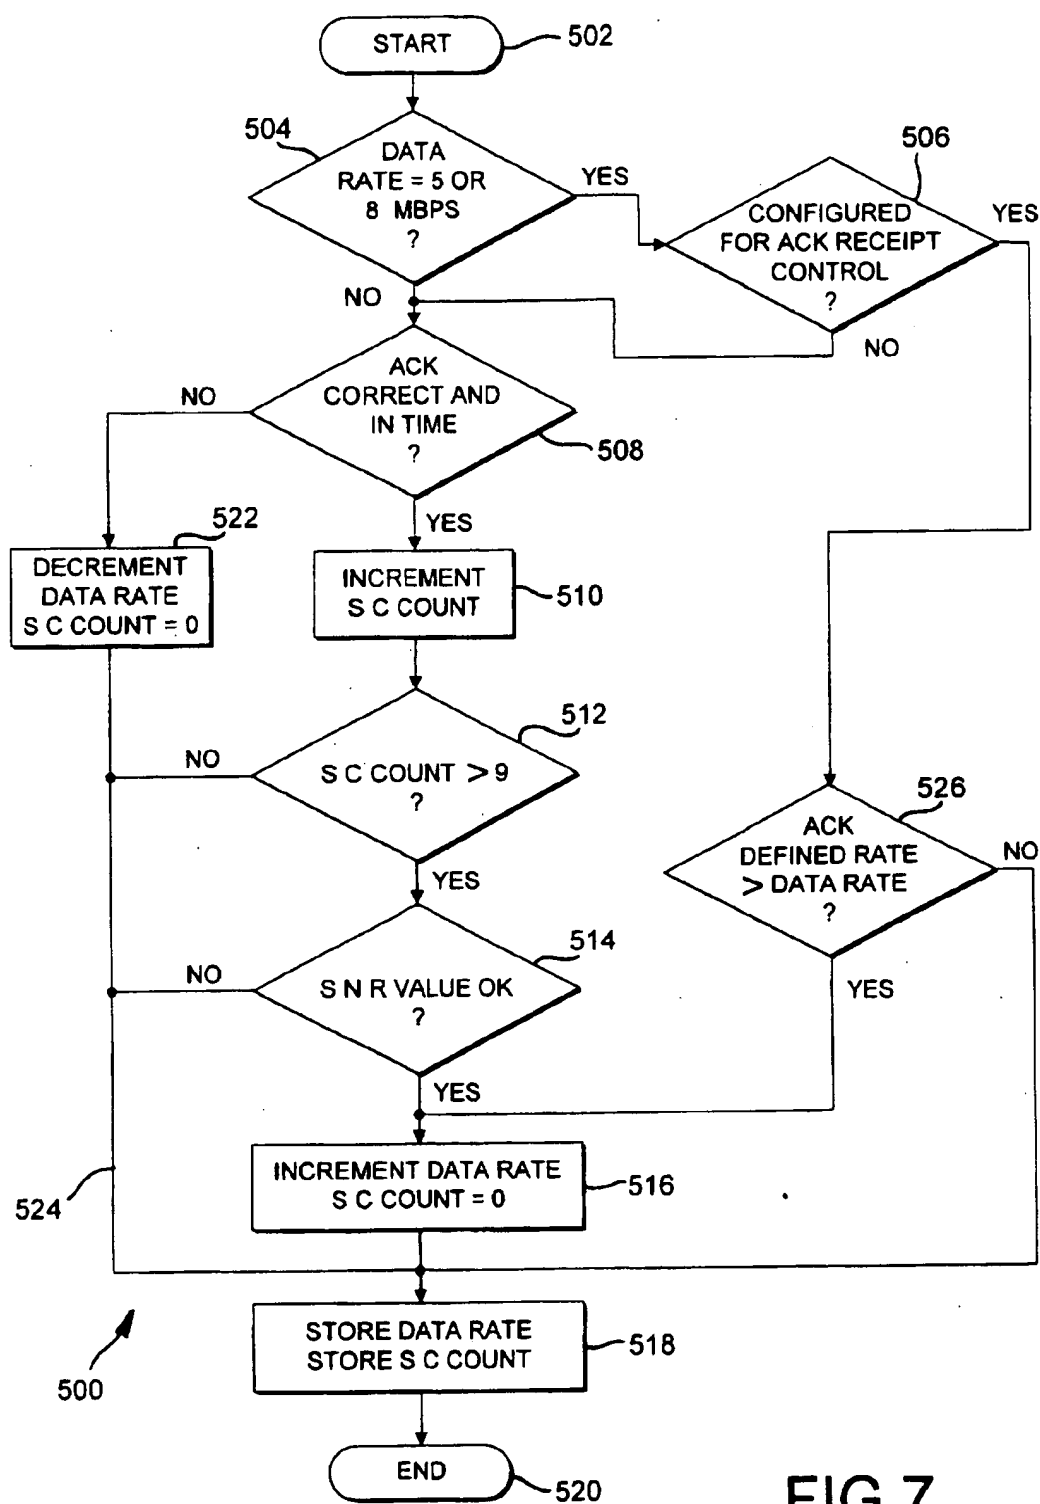 START
502
504
DATA
RATE = 5 OR
8 MBPS
?
YES
506
CONFIGURED
FOR ACK RECEIPT
CONTROL
?
YES
NO
NO
ACK
CORRECT AND
IN TIME
?
NO
508
YES
522
DECREMENT
DATA RATE
S C COUNT = 0
INCREMENT
S C COUNT
510
512
S C COUNT > 9
?
NO
YES
526
ACK
DEFINED RATE
> DATA RATE
?
NO
YES
514
S N R VALUE OK
?
NO
YES
INCREMENT DATA RATE
S C COUNT = 0
516
524
STORE DATA RATE
STORE S C COUNT
518
500
END
520
FIG.7